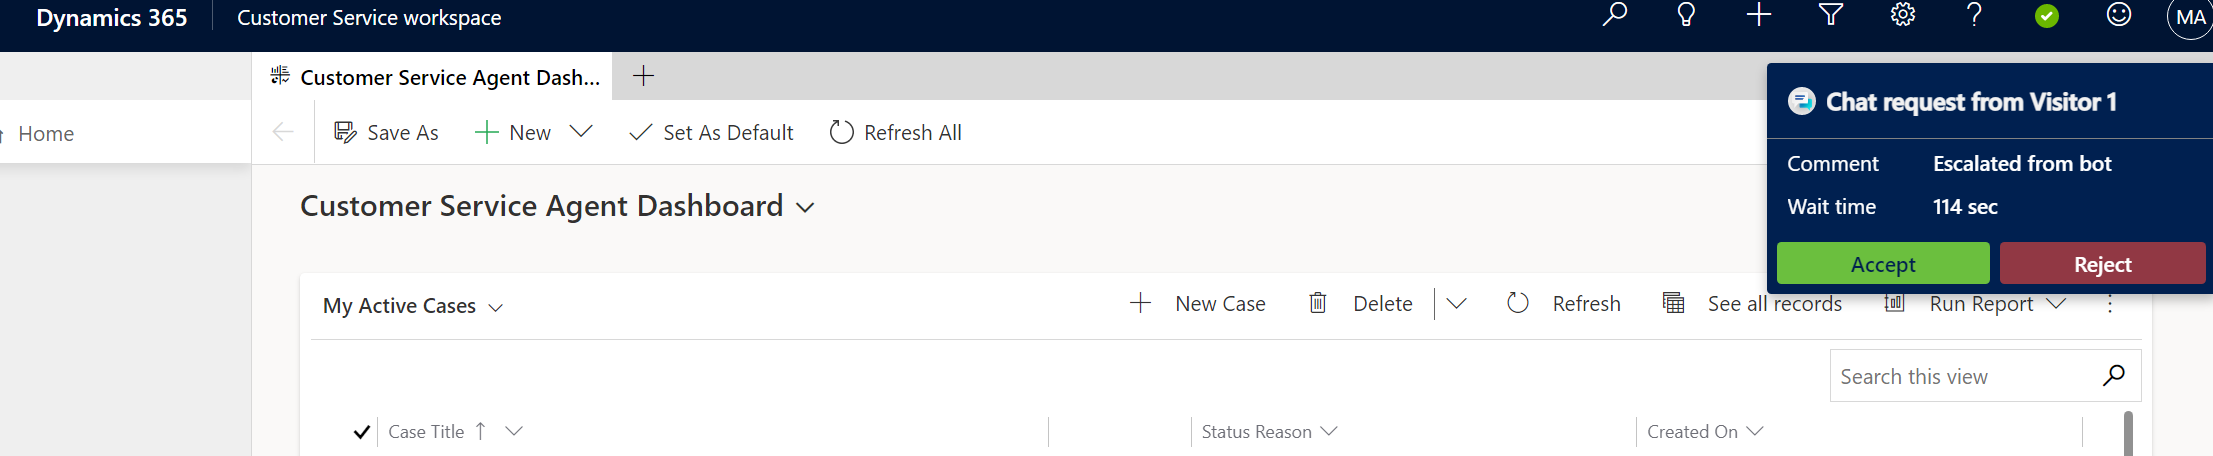 Dynamics 365 Customer Service workspace MA
Customer Service Agent Dash...
Chat request from Visitor 1
Home
Save As New Set As Default Refresh All
Comment Escalated from bot
Wait time 114 sec
Accept Reject
Customer Service Agent Dashboard
My Active Cases New Case Delete Refresh See all records Run Report
Search this view
Case Title Status Reason Created On